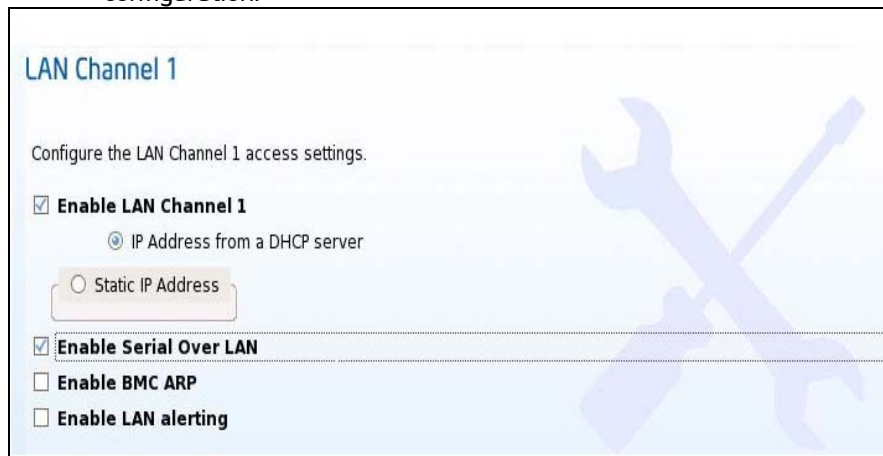 configuration.
LAN Channel 1
Configure the LAN Channel 1 access settings.
Enable LAN Channel 1
IP Address from a DHCP server
Static IP Address
Enable Serial Over LAN
Enable BMC ARP
Enable LAN alerting